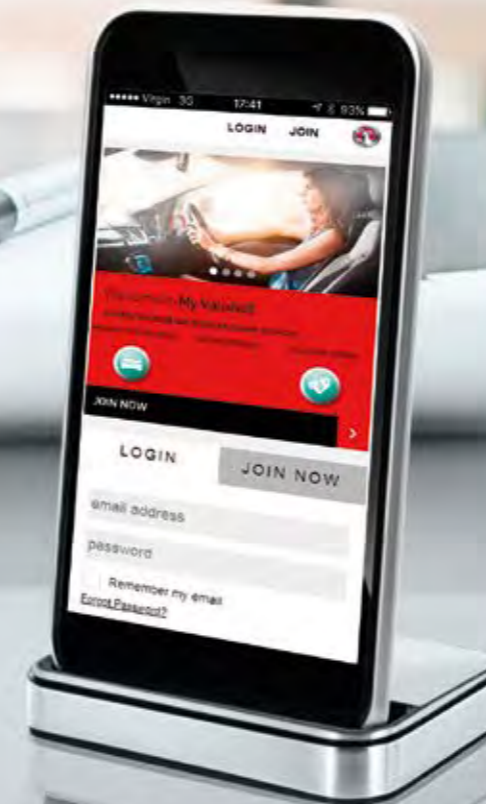 Virgin 3G 17:41 93%
LOGIN JOIN
My Vauxhall
JOIN NOW
LOGIN
JOIN NOW
email address
password
Remember my email
Forgot Password?